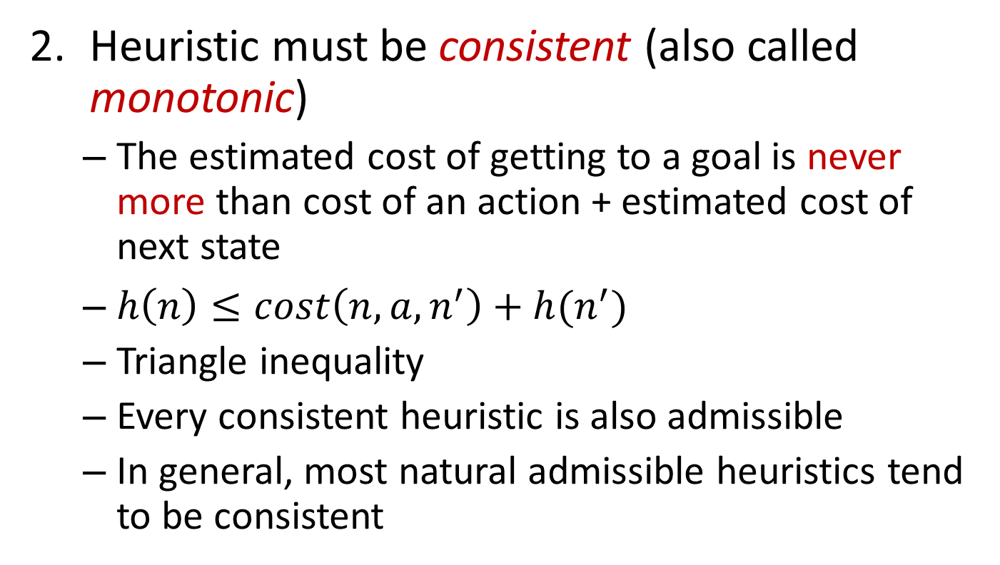 2. Heuristic must be consistent (also called
monotonic)
– The estimated cost of getting to a goal is never
more than cost of an action + estimated cost of
next state
– h(n) ≤ cost(n, a, n′) + h(n′)
– Triangle inequality
– Every consistent heuristic is also admissible
– In general, most natural admissible heuristics tend
to be consistent